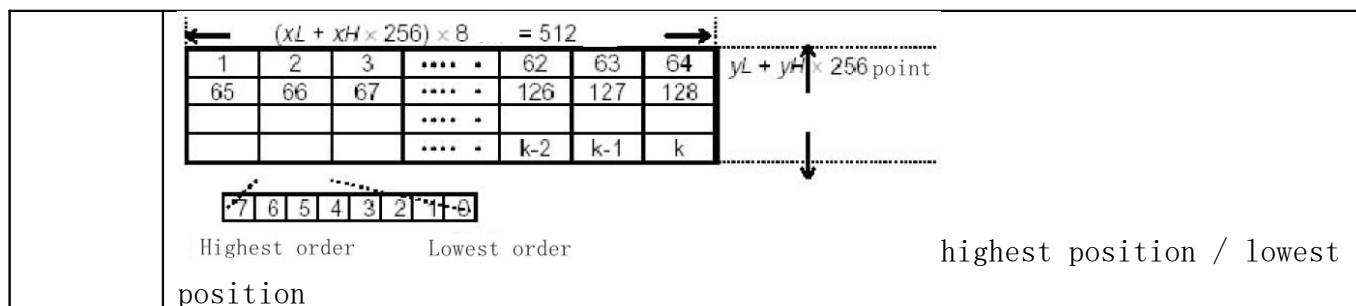 (xL + xH × 256) × 8 = 512
1 2 3 •••• • 62 63 64 yL + yH × 256 point
65 66 67 •••• • 126 127 128
•••• •
•••• • k-2 k-1 k
7 6 5 4 3 2 1 0
Highest order Lowest order
highest position / lowest
position